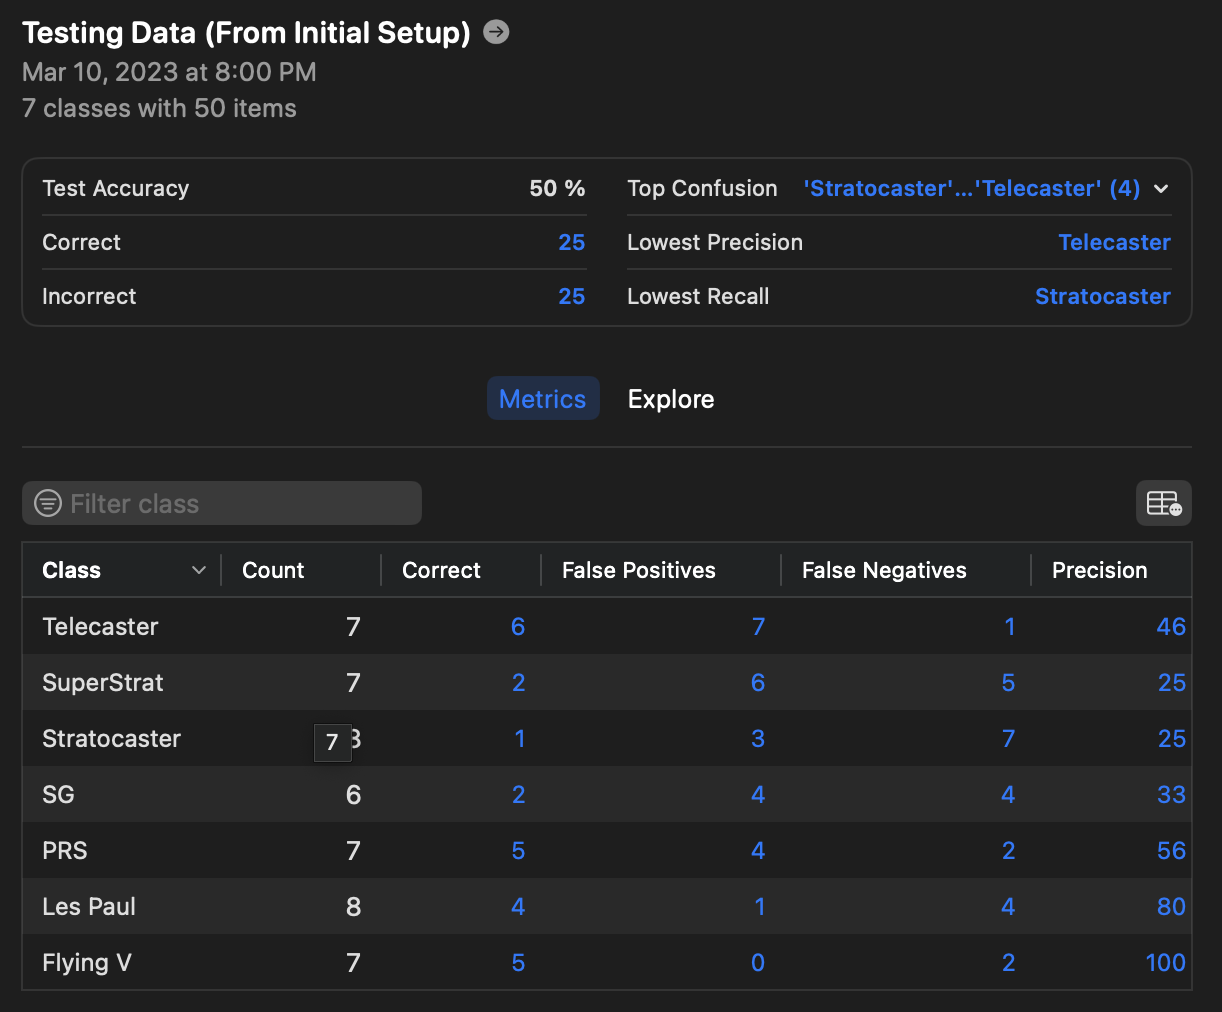 Testing Data (From Initial Setup)
Mar 10, 2023 at 8:00 PM
7 classes with 50 items
Test Accuracy 50 % Top Confusion 'Stratocaster'...'Telecaster' (4)
Correct 25 Lowest Precision Telecaster
Incorrect 25 Lowest Recall Stratocaster
Metrics Explore
Filter class
Class Count Correct False Positives False Negatives Precision
Telecaster 7 6 7 1 46
SuperStrat 7 2 6 5 25
Stratocaster 7 1 3 7 25
SG 6 2 4 4 33
PRS 7 5 4 2 56
Les Paul 8 4 1 4 80
Flying V 7 5 0 2 100